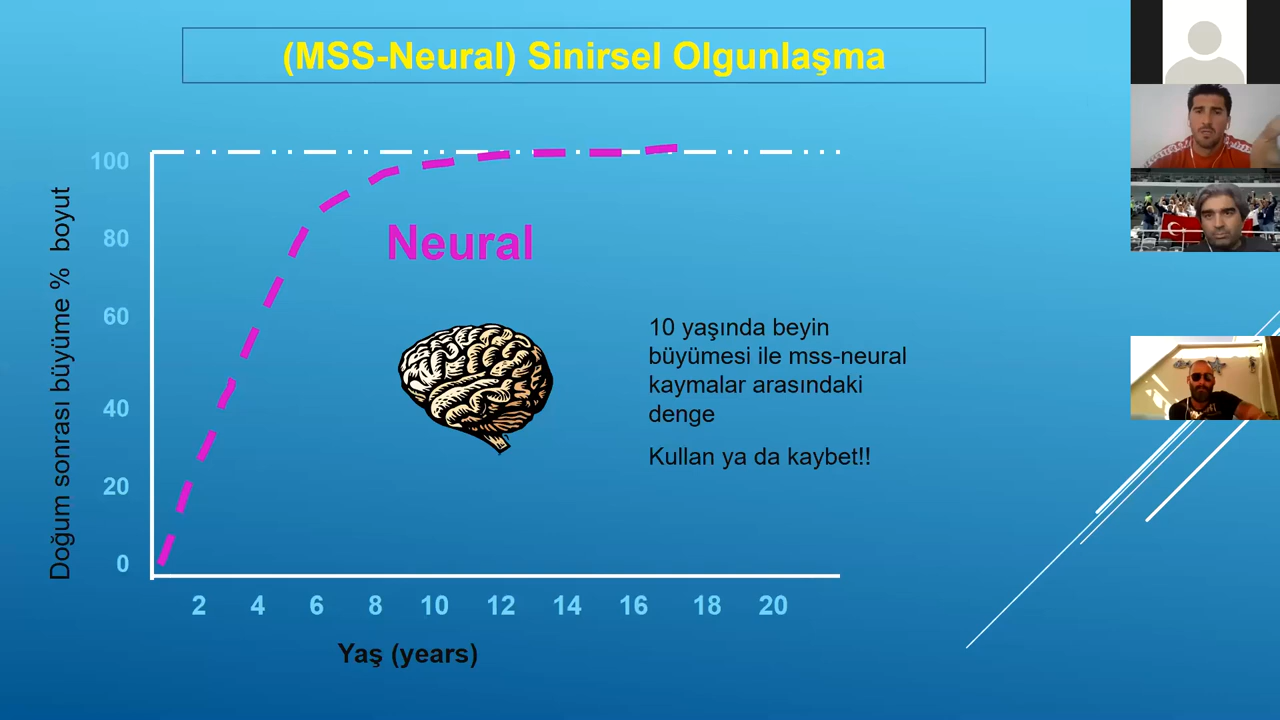 (MSS-Neural) Sinirsel Olgunlaşma
Doğum sonrası büyüme % boyut
100
80
60
40
20
0
Neural
10 yaşında beyin
büyümesi ile mss-neural
kaymalar arasındaki
denge
Kullan ya da kaybet!!
2 4 6 8 10 12 14 16 18 20
Yaş (years)